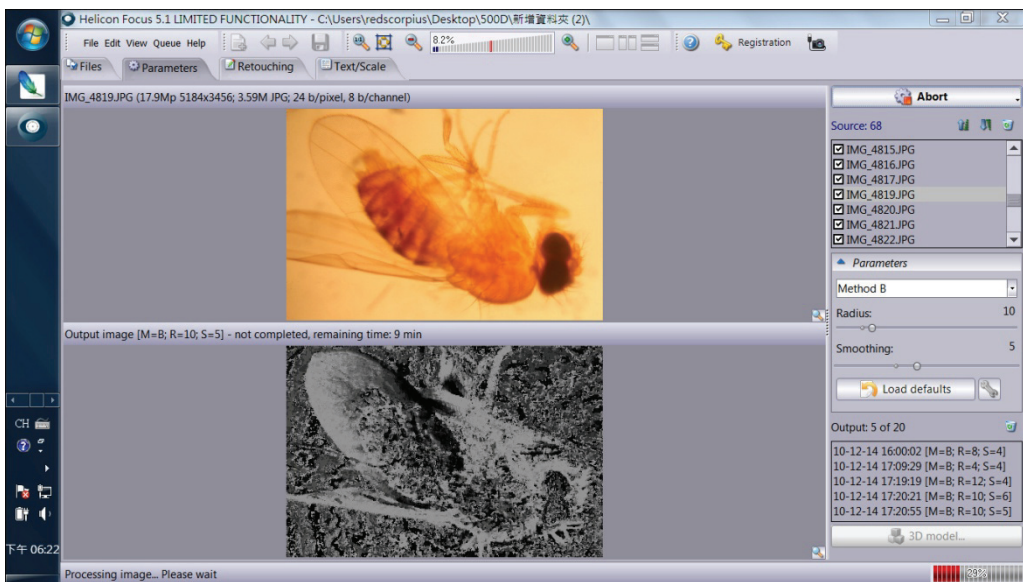 Helicon Focus 5.1 LIMITED FUNCTIONALITY - C:\Users\redscorpius\Desktop\500D\新增資料夾 (2)\
File Edit View Queue Help
8.2%
Registration
Files
Parameters
Retouching
Text/Scale
IMG_4819.JPG (17.9Mp 5184x3456; 3.59M JPG; 24 b/pixel, 8 b/channel)
Output image [M=B; R=10; S=5] - not completed, remaining time: 9 min
Abort
Source: 68
IMG_4815.JPG
IMG_4816.JPG
IMG_4817.JPG
IMG_4819.JPG
IMG_4820.JPG
IMG_4821.JPG
IMG_4822.JPG
Parameters
Method B
Radius: 10
Smoothing: 5
Load defaults
Output: 5 of 20
10-12-14 16:00:02 [M=B; R=8; S=4]
10-12-14 17:09:29 [M=B; R=4; S=4]
10-12-14 17:19:19 [M=B; R=12; S=4]
10-12-14 17:20:21 [M=B; R=10; S=6]
10-12-14 17:20:55 [M=B; R=10; S=5]
3D model...
CH
下午 06:22
Processing image... Please wait
29%